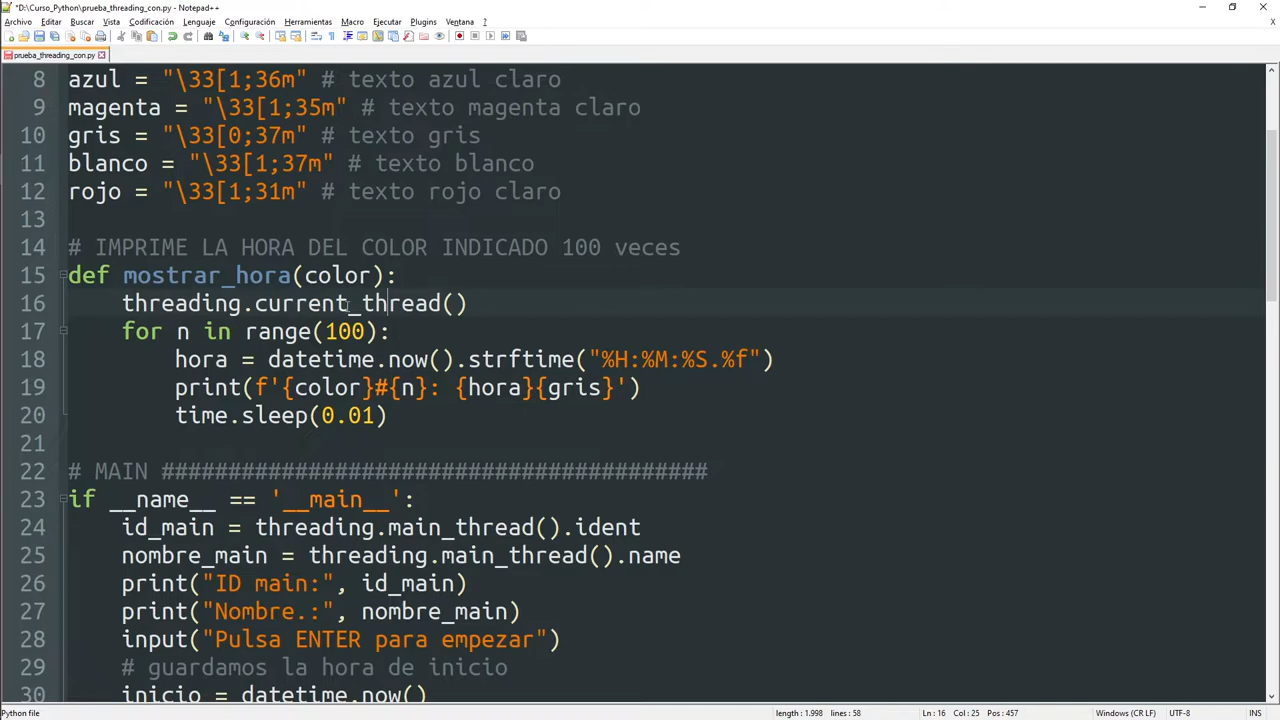 *D:\Curso_Python\prueba_threading_con.py - Notepad++
Archivo Editar Buscar Vista Codificación Lenguaje Configuración Herramientas Macro Ejecutar Plugins Ventana ?
prueba_threading_con.py
8 azul = "\33[1;36m" # texto azul claro
9 magenta = "\33[1;35m" # texto magenta claro
10 gris = "\33[0;37m" # texto gris
11 blanco = "\33[1;37m" # texto blanco
12 rojo = "\33[1;31m" # texto rojo claro
13
14 # IMPRIME LA HORA DEL COLOR INDICADO 100 veces
15 def mostrar_hora(color):
16 threading.current_thread()
17 for n in range(100):
18 hora = datetime.now().strftime("%H:%M:%S.%f")
19 print(f'{color}#{n}: {hora}{gris}')
20 time.sleep(0.01)
21
22 # MAIN #########################################
23 if __name__ == '__main__':
24 id_main = threading.main_thread().ident
25 nombre_main = threading.main_thread().name
26 print("ID main:", id_main)
27 print("Nombre.:", nombre_main)
28 input("Pulsa ENTER para empezar")
29 # guardamos la hora de inicio
30 inicio = datetime.now()
Python file length : 1.998 lines : 58 Ln : 16 Col : 25 Pos : 457 Windows (CR LF) UTF-8 INS